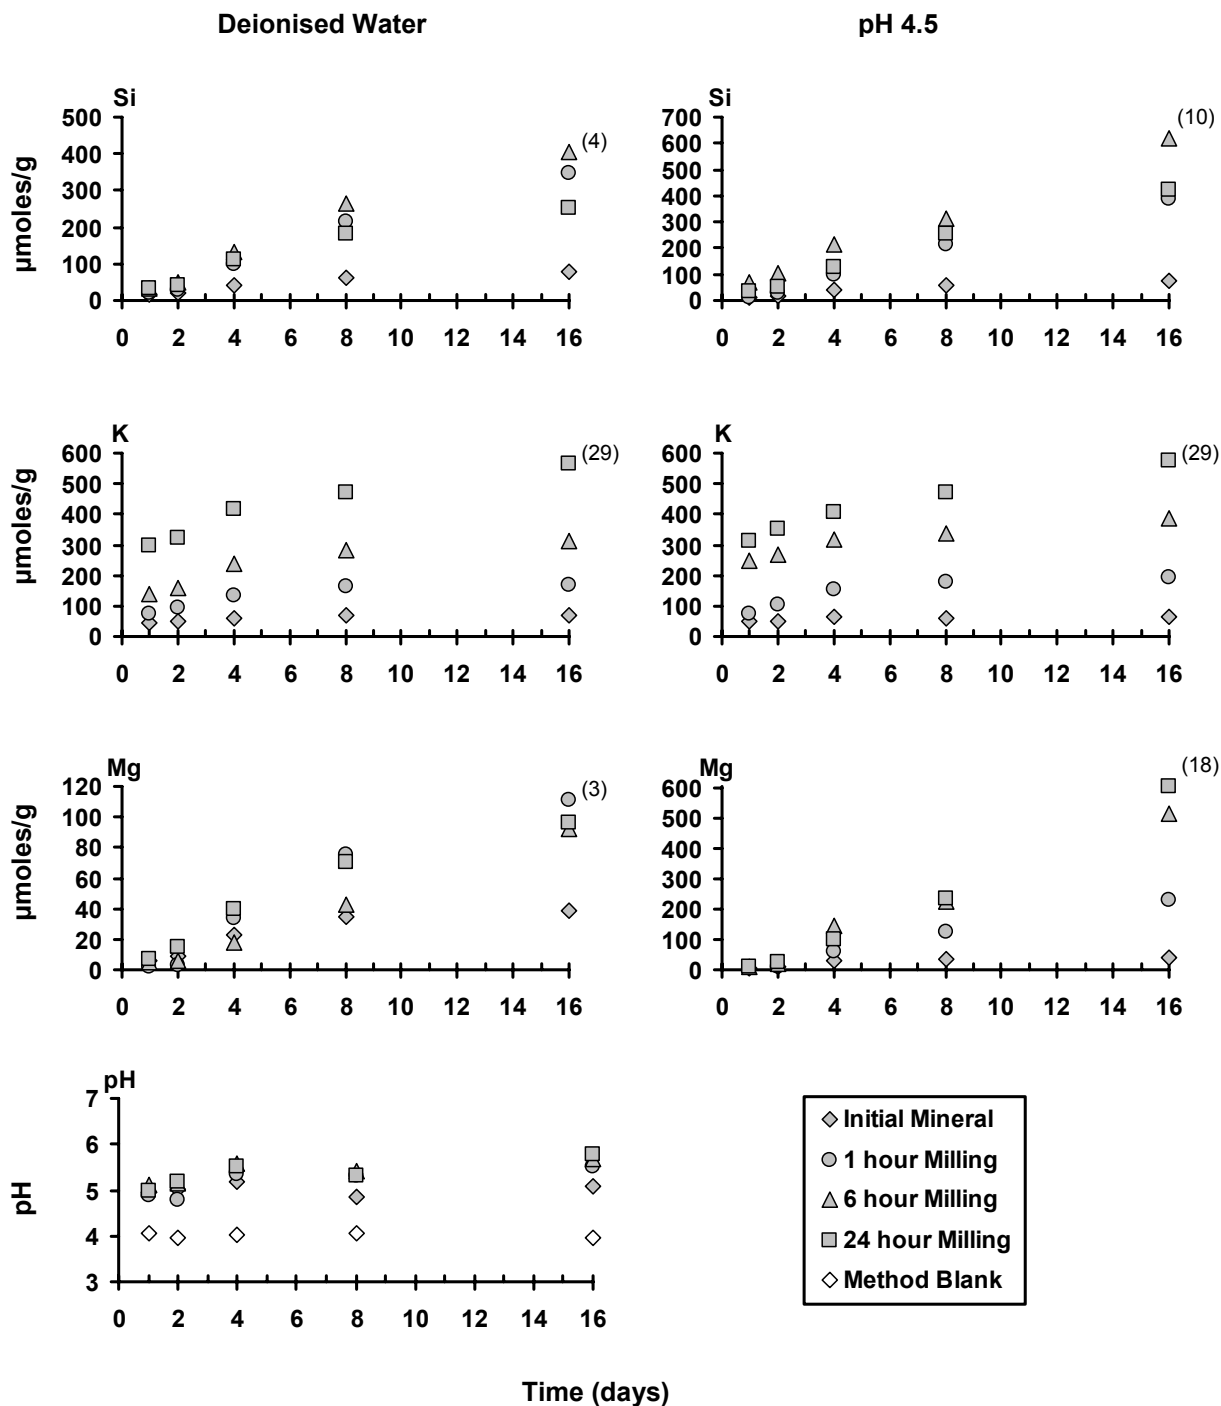 Deionised Water
pH 4.5
Si
500
400
300
200
100
0
µmoles/g
(4)
0 2 4 6 8 10 12 14 16
Si
700
600
500
400
300
200
100
0
(10)
0 2 4 6 8 10 12 14 16
K
600
500
400
300
200
100
0
µmoles/g
(29)
0 2 4 6 8 10 12 14 16
K
600
500
400
300
200
100
0
(29)
0 2 4 6 8 10 12 14 16
Mg
120
100
80
60
40
20
0
µmoles/g
(3)
0 2 4 6 8 10 12 14 16
Mg
600
500
400
300
200
100
0
(18)
0 2 4 6 8 10 12 14 16
pH
7
6
5
4
3
pH
0 2 4 6 8 10 12 14 16
Initial Mineral
1 hour Milling
6 hour Milling
24 hour Milling
Method Blank
Time (days)